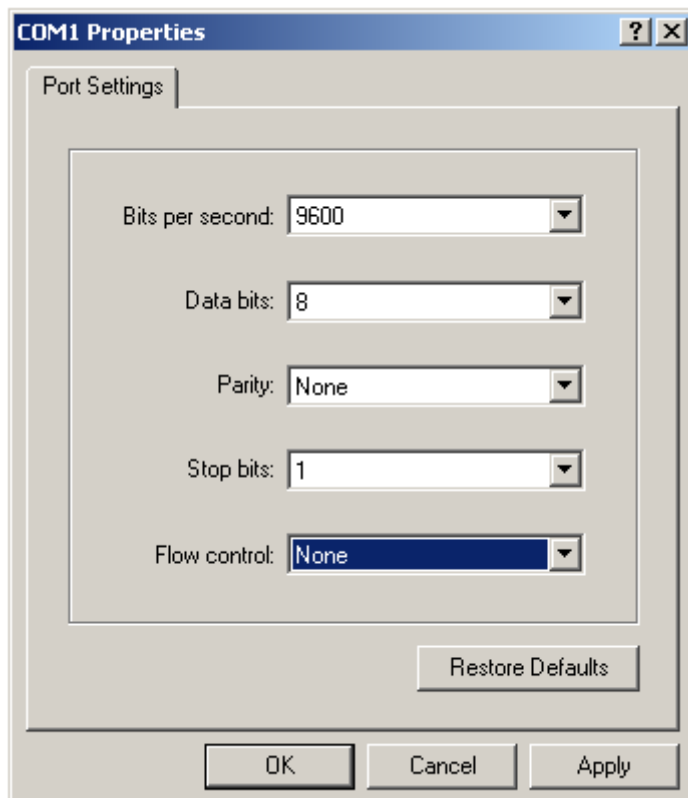 COM1 Properties
Port Settings
Bits per second: 9600
Data bits: 8
Parity: None
Stop bits: 1
Flow control: None
Restore Defaults
OK Cancel Apply